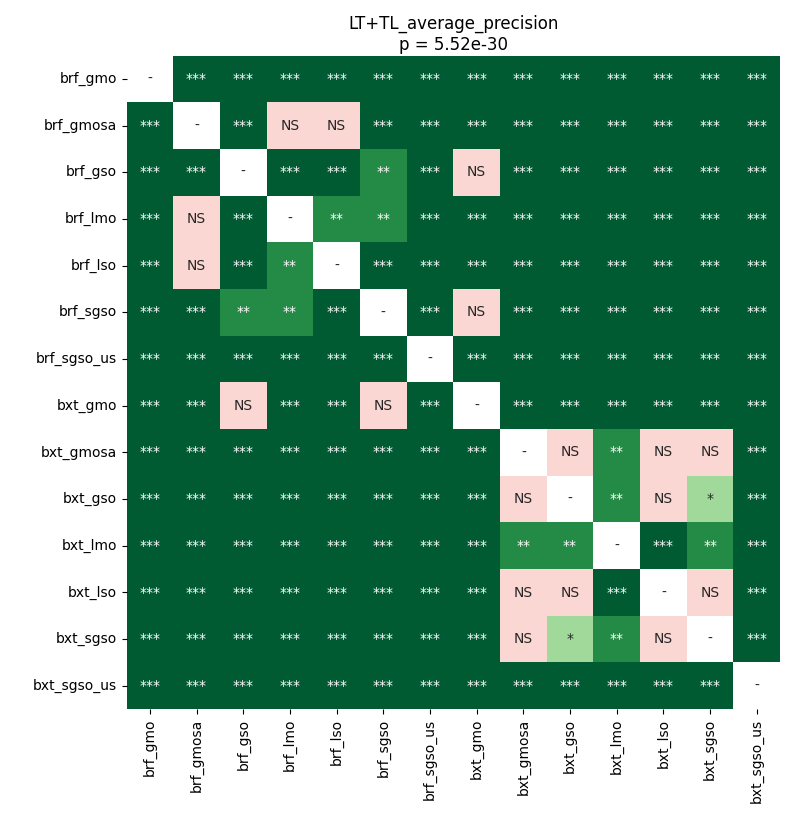 LT+TL_average_precision
p = 5.52e-30
brf_gmo - *** *** *** *** *** *** *** *** *** *** *** *** ***
brf_gmosa *** - *** NS NS *** *** *** *** *** *** *** *** ***
brf_gso *** *** - *** *** ** *** NS *** *** *** *** *** ***
brf_lmo *** NS *** - ** ** *** *** *** *** *** *** *** ***
brf_lso *** NS *** ** - *** *** *** *** *** *** *** *** ***
brf_sgso *** *** ** ** *** - *** NS *** *** *** *** *** ***
brf_sgso_us *** *** *** *** *** *** - *** *** *** *** *** *** ***
bxt_gmo *** *** NS *** *** NS *** - *** *** *** *** *** ***
bxt_gmosa *** *** *** *** *** *** *** *** - NS ** NS NS ***
bxt_gso *** *** *** *** *** *** *** *** NS - ** NS * ***
bxt_lmo *** *** *** *** *** *** *** *** ** ** - *** ** ***
bxt_lso *** *** *** *** *** *** *** *** NS NS *** - NS ***
bxt_sgso *** *** *** *** *** *** *** *** NS * ** NS - ***
bxt_sgso_us *** *** *** *** *** *** *** *** *** *** *** *** *** -
brf_gmo brf_gmosa brf_gso brf_lmo brf_lso brf_sgso brf_sgso_us bxt_gmo bxt_gmosa bxt_gso bxt_lmo bxt_lso bxt_sgso bxt_sgso_us